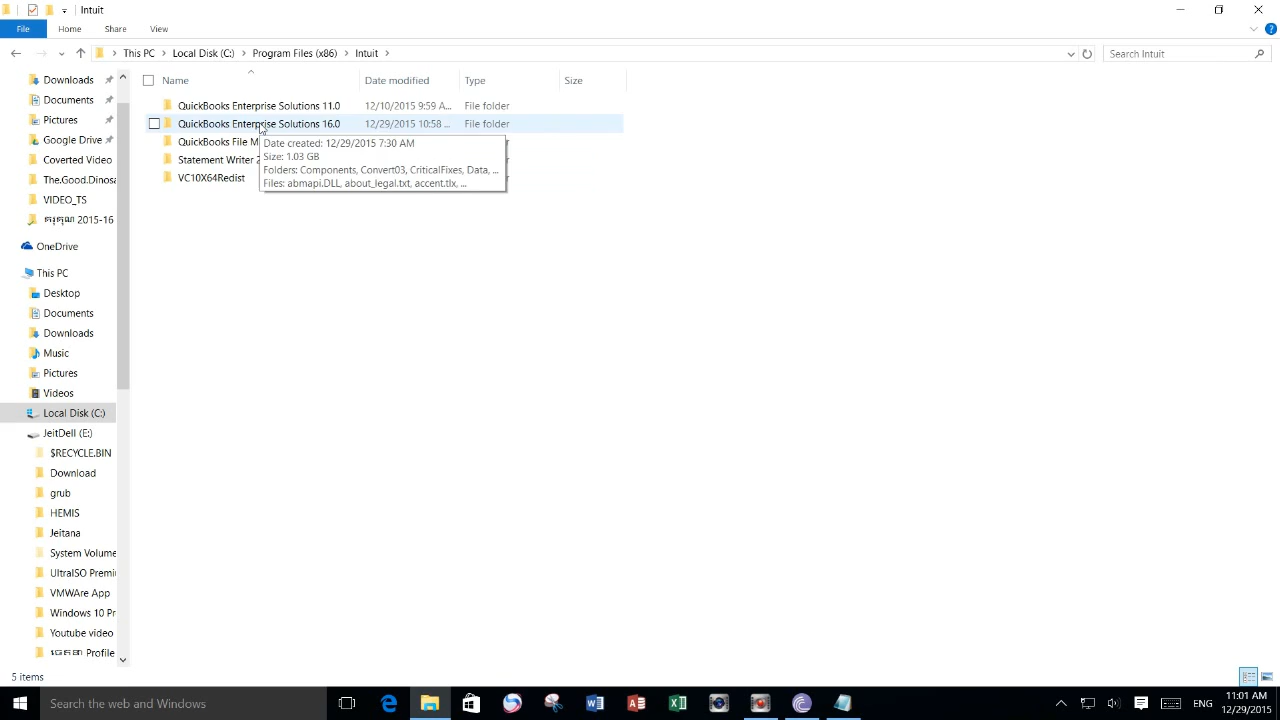 Intuit
File Home Share View
This PC Local Disk (C:) Program Files (x86) Intuit
Search Intuit
Name Date modified Type Size
QuickBooks Enterprise Solutions 11.0 12/10/2015 9:59 A... File folder
QuickBooks Enterprise Solutions 16.0 12/29/2015 10:58 ... File folder
QuickBooks File M
Statement Writer 2
VC10X64Redist
Date created: 12/29/2015 7:30 AM
Size: 1.03 GB
Folders: Components, Convert03, CriticalFixes, Data, ...
Files: abmapi.DLL, about_legal.txt, accent.tlx, ...
Downloads
Documents
Pictures
Google Drive
Coverted Video
The.Good.Dinosa
VIDEO_TS
2015-16
OneDrive
This PC
Desktop
Documents
Downloads
Music
Pictures
Videos
Local Disk (C:)
JeitDell (E:)
$RECYCLE.BIN
Download
grub
HEMIS
Jeitana
System Volume
UltraISO Premi
VMWAre App
Windows 10 Pr
Youtube video
Profile
5 items
Search the web and Windows
ENG
11:01 AM
12/29/2015